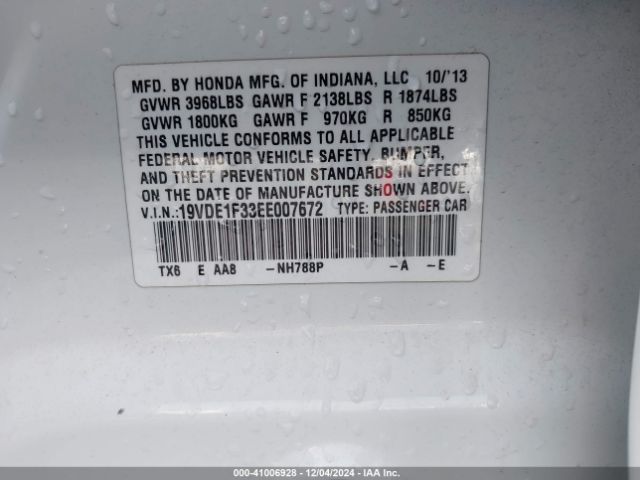 MFD. BY HONDA MFG. OF INDIANA, LLC 10/'13
GVWR 3968LBS GAWR F 2138LBS R 1874LBS
GVWR 1800KG GAWR F 970KG R 850KG
THIS VEHICLE CONFORMS TO ALL APPLICABLE
FEDERAL MOTOR VEHICLE SAFETY, BUMPER,
AND THEFT PREVENTION STANDARDS IN EFFECT
ON THE DATE OF MANUFACTURE SHOWN ABOVE.
V.I.N.:19VDE1F33EE007672 TYPE: PASSENGER CAR
TX6 E AA8 -NH788P -A -E
000-41006928 - 12/04/2024 - IAA Inc.